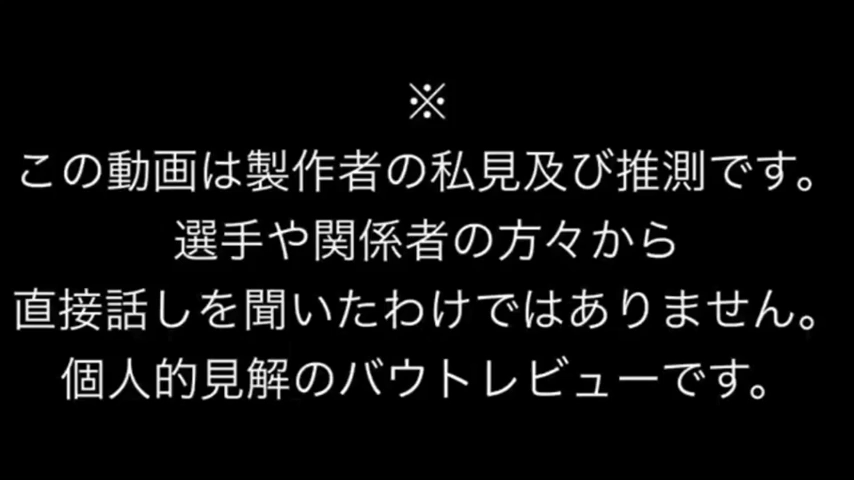 ※
この動画は製作者の私見及び推測です。
選手や関係者の方々から
直接話しを聞いたわけではありません。
個人的見解のバウトレビューです。